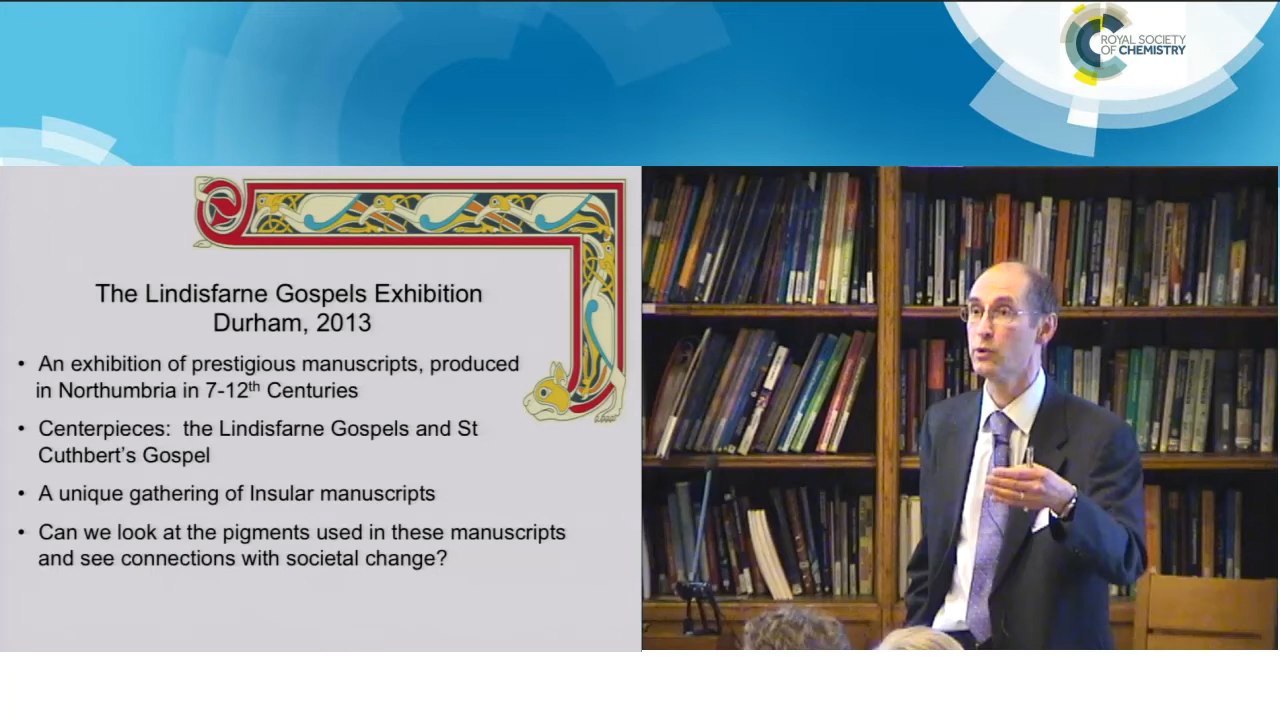 ROYAL SOCIETY
OF CHEMISTRY
The Lindisfarne Gospels Exhibition
Durham, 2013
• An exhibition of prestigious manuscripts, produced
in Northumbria in 7-12th Centuries
• Centerpieces: the Lindisfarne Gospels and St
Cuthbert's Gospel
• A unique gathering of Insular manuscripts
• Can we look at the pigments used in these manuscripts
and see connections with societal change?